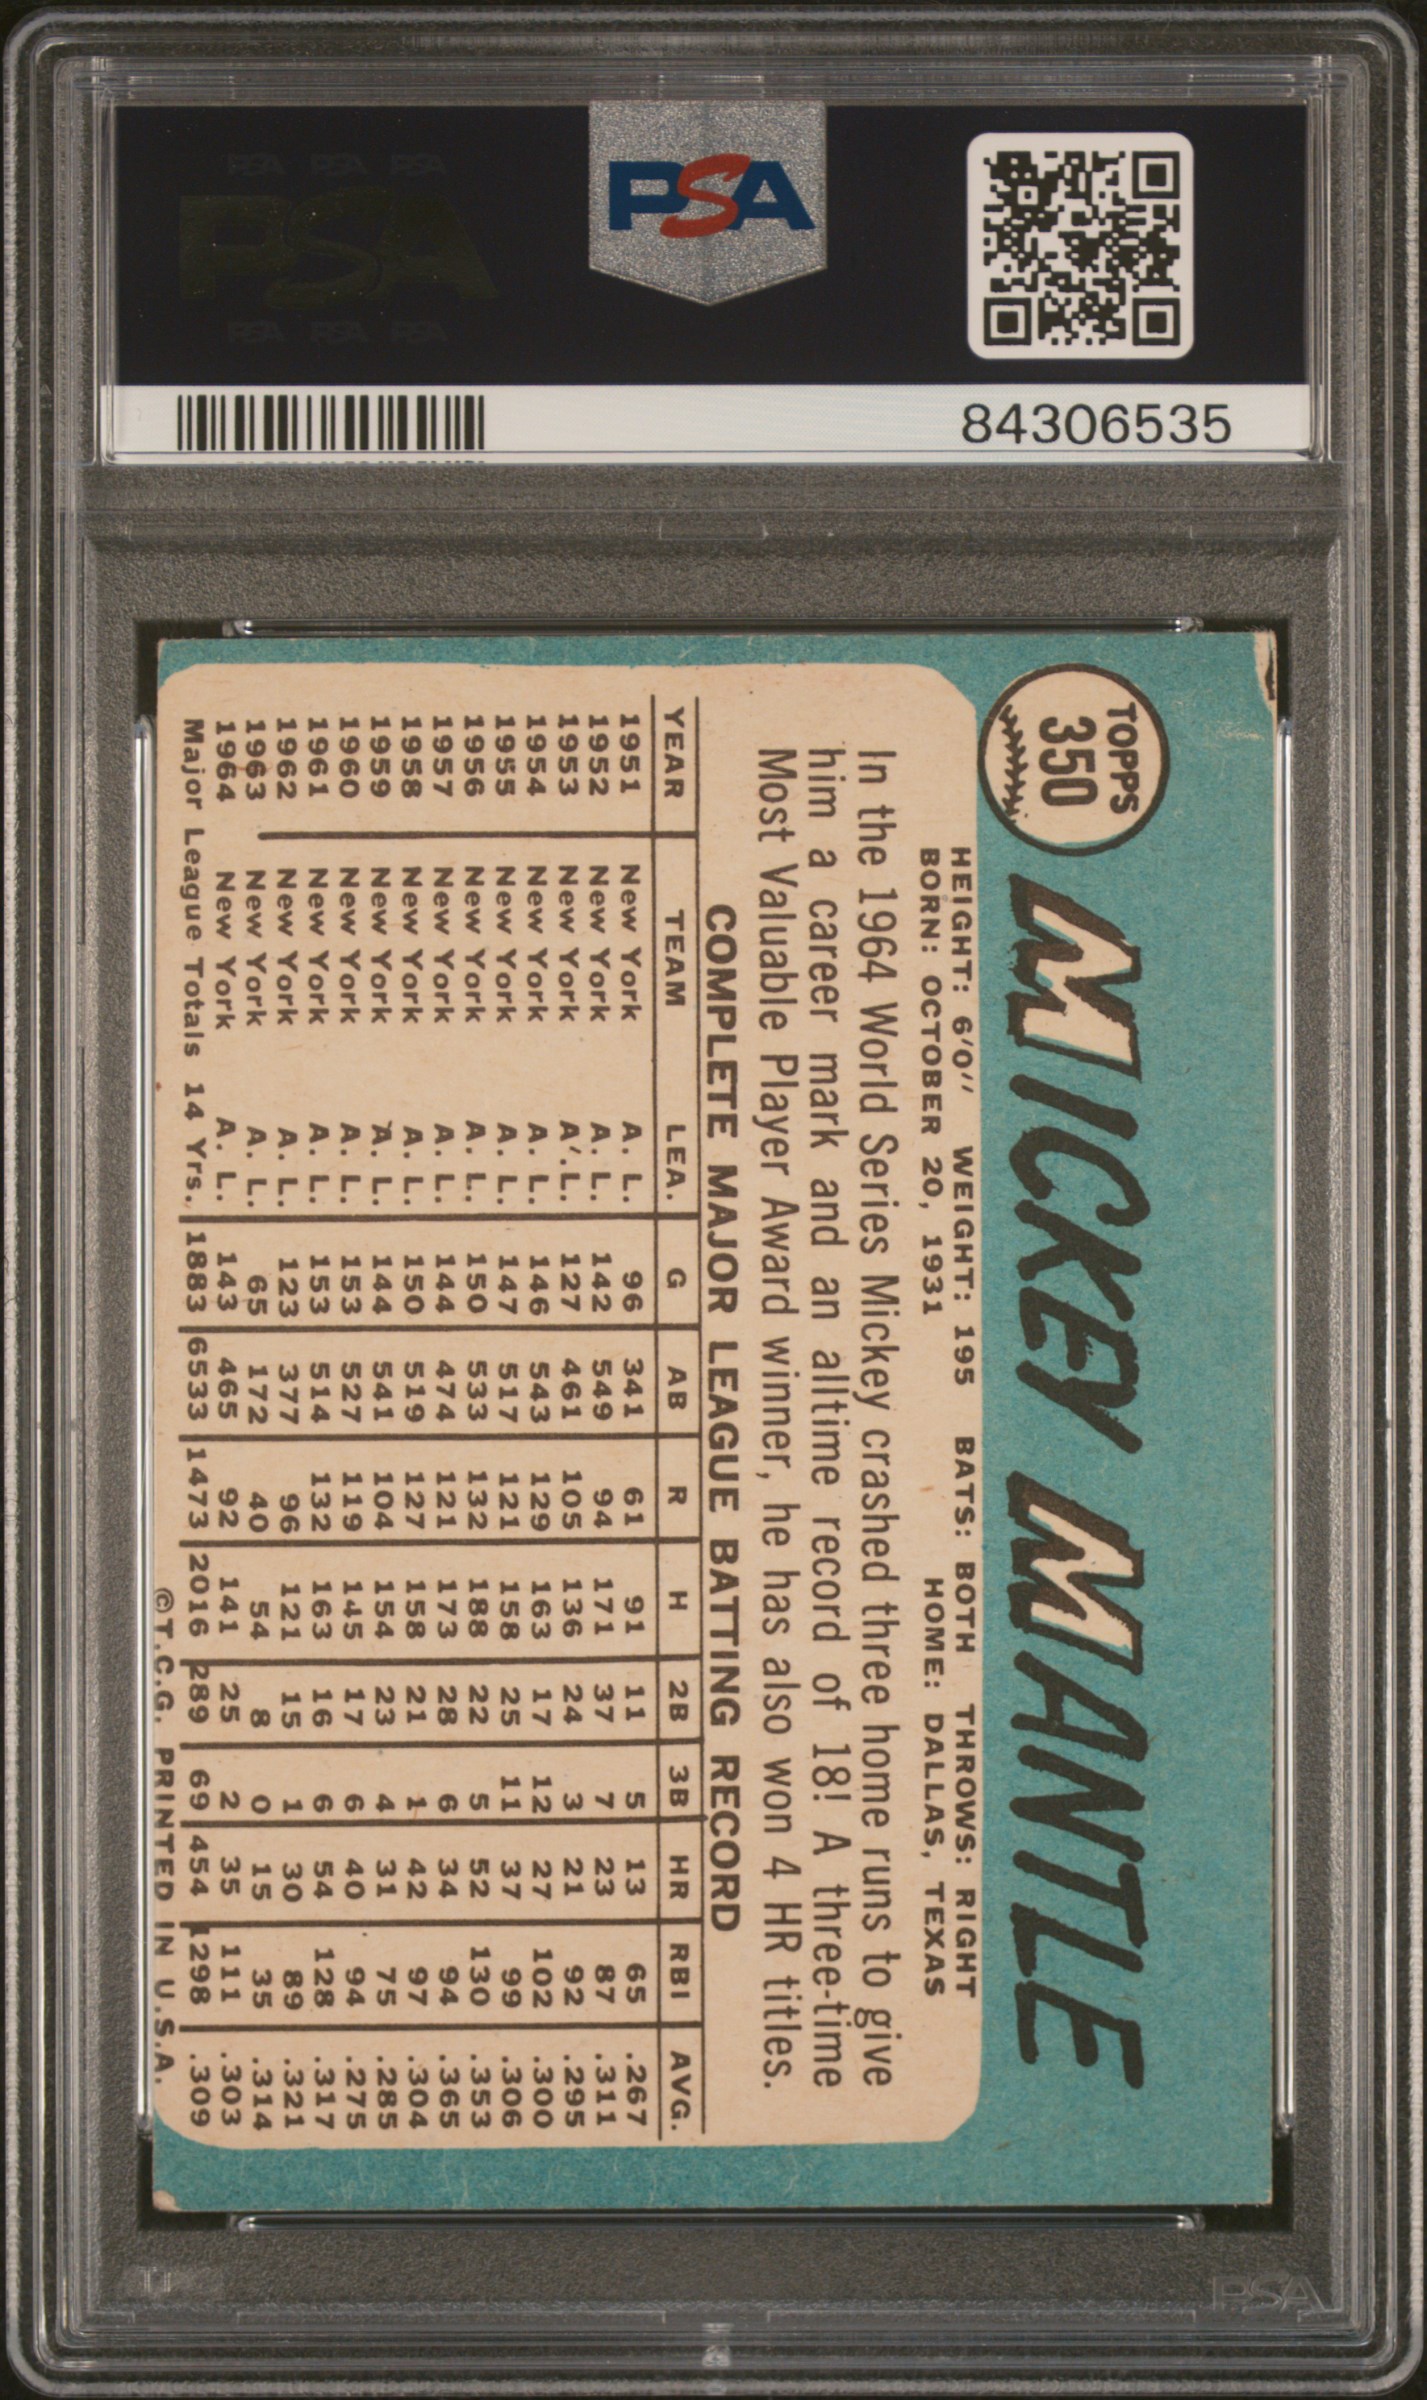 PSA PSA PSA
PSA
PSA PSA PSA
PSA
84306535
TOPPS
350
MICKEY MANTLE
HEIGHT: 6'0" WEIGHT: 195 BATS: BOTH THROWS: RIGHT
BORN: OCTOBER 20, 1931 HOME: DALLAS, TEXAS
In the 1964 World Series Mickey crashed three home runs to give
him a career mark and an alltime record of 18! A three-time
Most Valuable Player Award winner, he has also won 4 HR titles.
COMPLETE MAJOR LEAGUE BATTING RECORD
YEAR TEAM LEA. G AB R H 2B 3B HR RBI AVG.
1951 New York A. L. 96 341 61 91 11 5 13 65 .267
1952 New York A. L. 142 549 94 171 37 7 23 87 .311
1953 New York A. L. 127 461 105 136 24 3 21 92 .295
1954 New York A. L. 146 543 129 163 17 12 27 102 .300
1955 New York A. L. 147 517 121 158 25 11 37 99 .306
1956 New York A. L. 150 533 132 188 22 5 52 130 .353
1957 New York A. L. 144 474 121 173 28 6 34 94 .365
1958 New York A. L. 150 519 127 158 21 1 42 97 .304
1959 New York A. L. 144 541 104 154 23 4 31 75 .285
1960 New York A. L. 153 527 119 145 17 6 40 94 .275
1961 New York A. L. 153 514 132 163 16 6 54 128 .317
1962 New York A. L. 123 377 96 121 15 1 30 89 .321
1963 New York A. L. 65 172 40 54 8 0 15 35 .314
1964 New York A. L. 143 465 92 141 25 2 35 111 .303
Major League Totals 14 Yrs. 1883 6533 1473 2016 289 69 454 1298 .309
©T.C.G. PRINTED IN U.S.A.
PSA